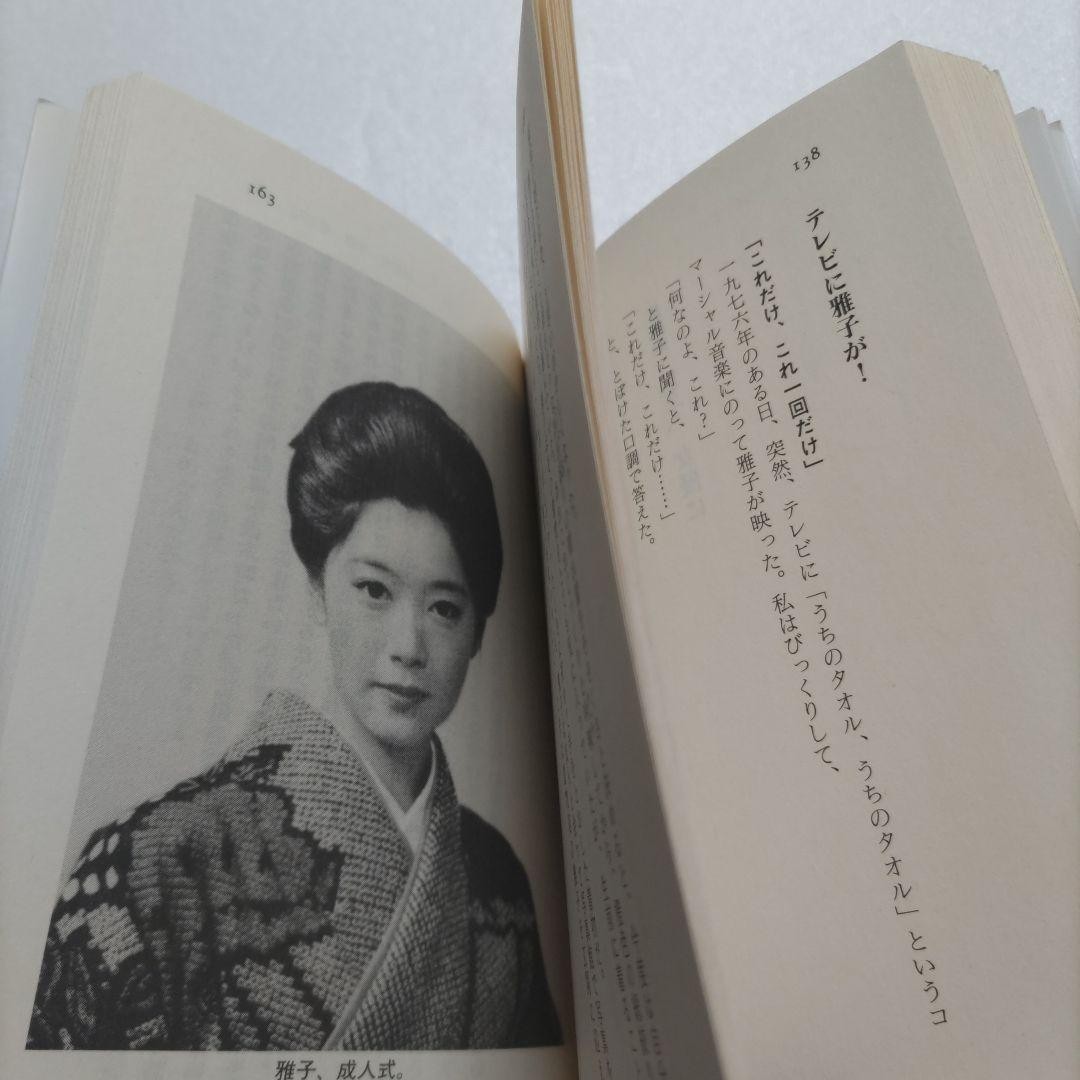 138
テレビに雅子が！
「これだけ、これ一回だけ」
一九七六年のある日、突然、テレビに「うちのタオル、うちのタオル」というコ
マーシャル音楽にのって雅子が映った。私はびっくりして、
「何なのよ、これ？」
と雅子に聞くと、
「これだけ、これだけ……」
と、とぼけた口調で答えた。
163
雅子、成人式。